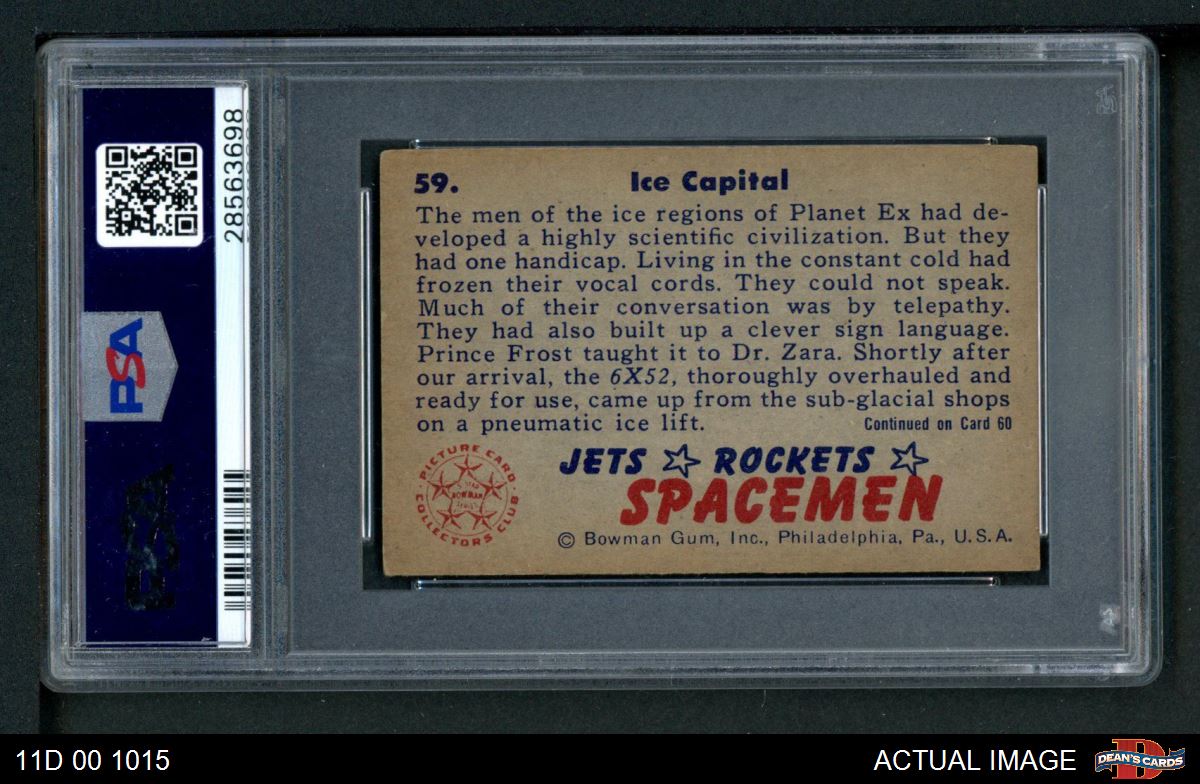 28563698
PSA
59. Ice Capital
The men of the ice regions of Planet Ex had de-
veloped a highly scientific civilization. But they
had one handicap. Living in the constant cold had
frozen their vocal cords. They could not speak.
Much of their conversation was by telepathy.
They had also built up a clever sign language.
Prince Frost taught it to Dr. Zara. Shortly after
our arrival, the 6X52, thoroughly overhauled and
ready for use, came up from the sub-glacial shops
on a pneumatic ice lift. Continued on Card 60
PICTURE CARD
COLLECTORS CLUB
BOWMAN
JETS ☆ ROCKETS ☆
SPACEMEN
© Bowman Gum, Inc., Philadelphia, Pa., U.S.A.
11D 00 1015
ACTUAL IMAGE
DEAN'S CARDS